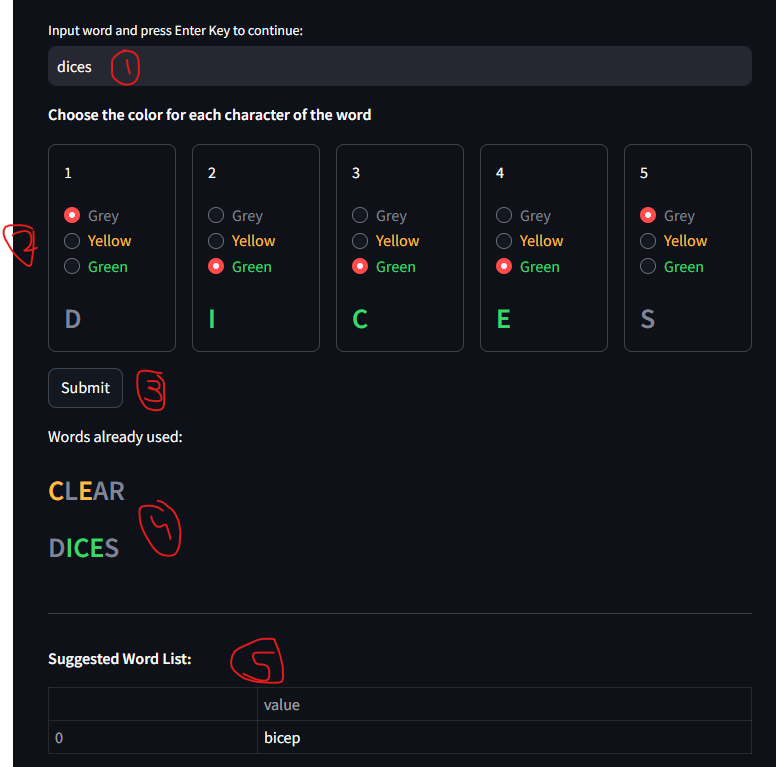 Input word and press Enter Key to continue:
dices 1
Choose the color for each character of the word
1 2 3 4 5
Grey Grey Grey Grey Grey
2 Yellow Yellow Yellow Yellow Yellow
Green Green Green Green Green
D I C E S
Submit 3
Words already used:
CLEAR
4
DICES
Suggested Word List: 5
value
0 bicep